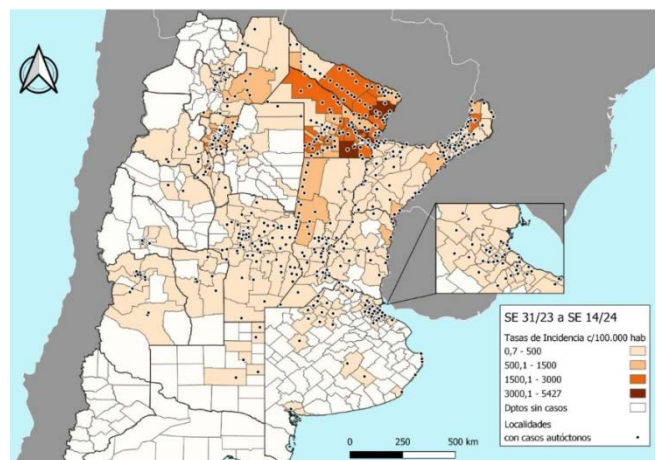 SE 31/23 a SE 14/24
Tasas de Incidencia c/100.000 hab
0,7 - 500
500,1 - 1500
1500,1 - 3000
3000,1 - 5427
Dptos sin casos
Localidades
con casos autóctonos
0 250 500 km